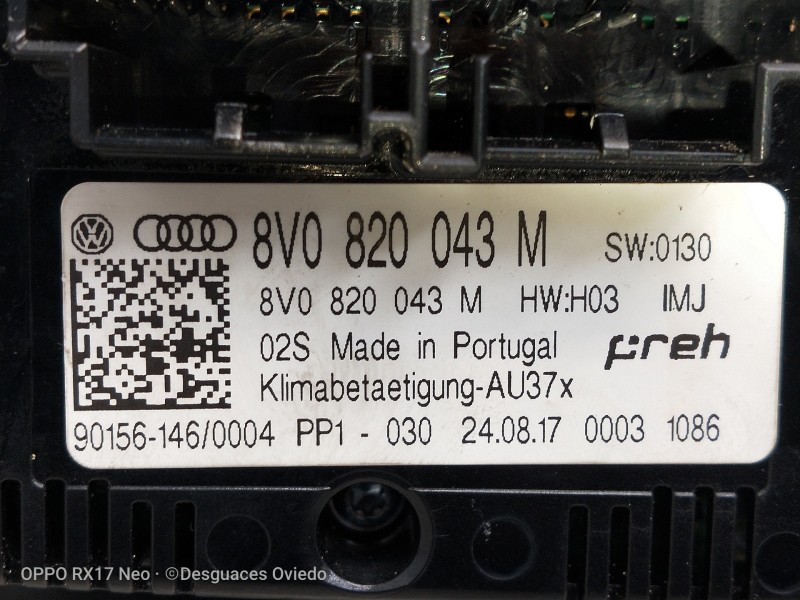 8V0 820 043 M SW:0130
8V0 820 043 M HW:H03 IMJ
02S Made in Portugal preh
Klimabetaetigung-AU37x
90156-146/0004 PP1 - 030 24.08.17 0003 1086
OPPO RX17 Neo · ©Desguaces Oviedo